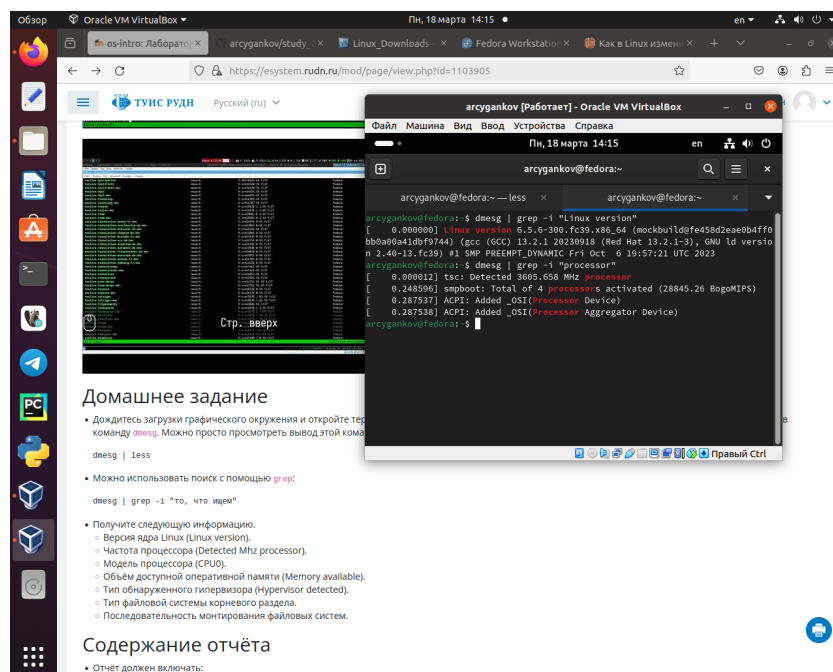 Обзор
Oracle VM VirtualBox
Пн, 18 марта 14:15
en
os-intro: Лаборатор
arcygankov/study_2
Linux_Downloads –
Fedora Workstation
Как в Linux измени
https://esystem.rudn.ru/mod/page/view.php?id=1103905
ТУИС РУДН
Русский (ru)
Стр. вверх
Домашнее задание
Дождитесь загрузки графического окружения и откройте тер
команду dmesg. Можно просто просмотреть вывод этой кома
dmesg | less
Можно использовать поиск с помощью grep:
dmesg | grep -i "то, что ищем"
Получите следующую информацию.
Версия ядра Linux (Linux version).
Частота процессора (Detected Mhz processor).
Модель процессора (CPU0).
Объём доступной оперативной памяти (Memory available).
Тип обнаруженного гипервизора (Hypervisor detected).
Тип файловой системы корневого раздела.
Последовательность монтирования файловых систем.
Содержание отчёта
Отчёт должен включать:
arcygankov [Работает] - Oracle VM VirtualBox
Файл Машина Вид Ввод Устройства Справка
Пн, 18 марта 14:15
en
arcygankov@fedora:~
arcygankov@fedora:~ — less
arcygankov@fedora:~
arcygankov@fedora:~$ dmesg | grep -i "Linux version"
[ 0.000000] Linux version 6.5.6-300.fc39.x86_64 (mockbuild@fe458d2eae0b4ff0
bb0a00a41dbf9744) (gcc (GCC) 13.2.1 20230918 (Red Hat 13.2.1-3), GNU ld versio
n 2.40-13.fc39) #1 SMP PREEMPT_DYNAMIC Fri Oct 6 19:57:21 UTC 2023
arcygankov@fedora:~$ dmesg | grep -i "processor"
[ 0.000012] tsc: Detected 3605.658 MHz processor
[ 0.248596] smpboot: Total of 4 processors activated (28845.26 BogoMIPS)
[ 0.287537] ACPI: Added _OSI(Processor Device)
[ 0.287538] ACPI: Added _OSI(Processor Aggregator Device)
arcygankov@fedora:~$
Правый Ctrl
в
PC